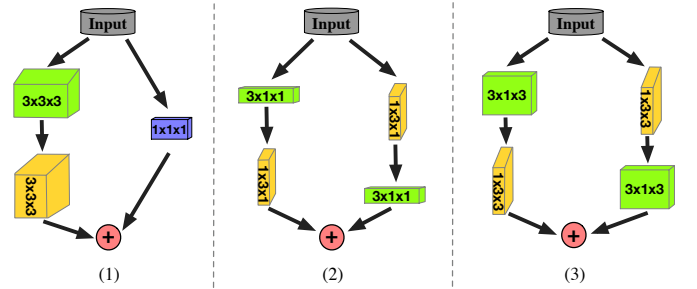 Input
3x3x3
1x1x1
3x3x3
+
(1)
Input
3x1x1
1x3x1
1x3x1
3x1x1
+
(2)
Input
3x1x3
1x3x3
1x3x3
3x1x3
+
(3)